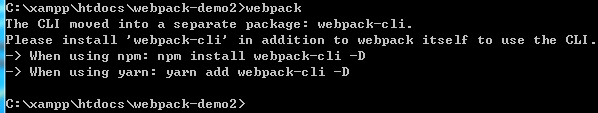 C:\xampp\htdocs\webpack-demo2>webpack
The CLI moved into a separate package: webpack-cli.
Please install 'webpack-cli' in addition to webpack itself to use the CLI.
-> When using npm: npm install webpack-cli -D
-> When using yarn: yarn add webpack-cli -D
C:\xampp\htdocs\webpack-demo2>